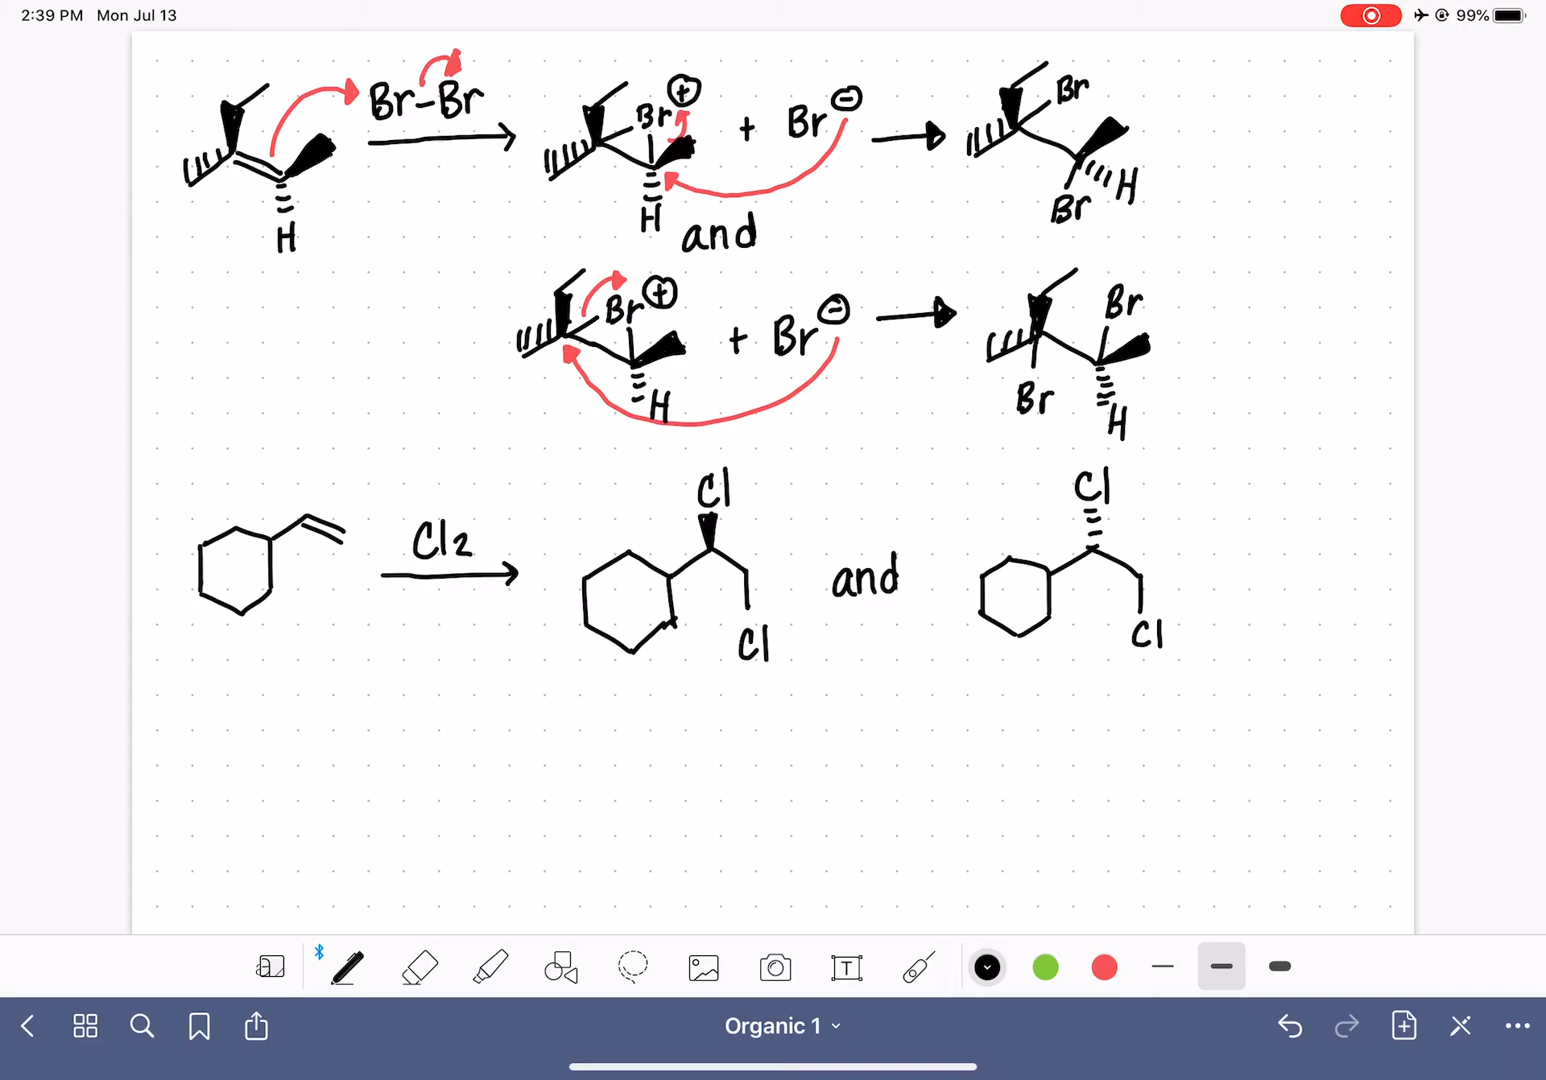 2:39 PM Mon Jul 13
99%
Br-Br
Br + + Br -
Br
H
Br H
H
and
Br + + Br -
Br
H
Br
H
Cl2
Cl
Cl
and
Cl
Cl
T
Organic 1